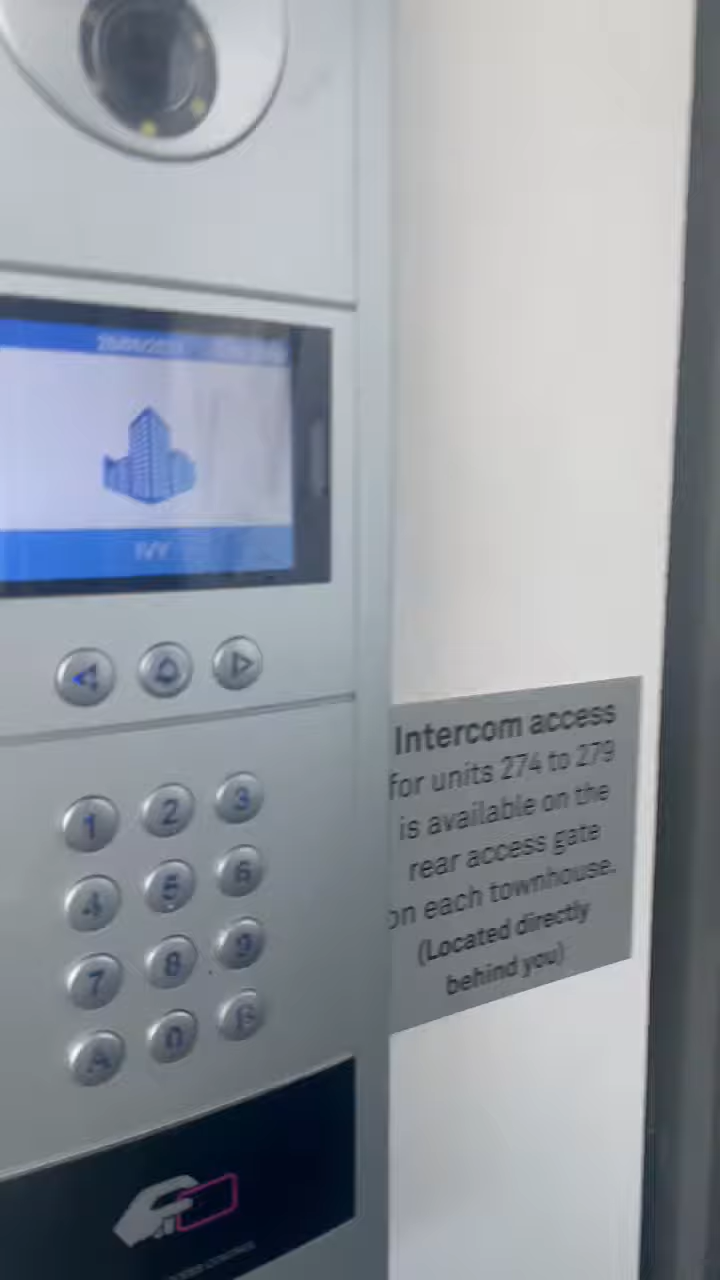 IVY
1 2 3
4 5 6
7 8 9
A 0 B
Intercom access
for units 274 to 279
is available on the
rear access gate
on each townhouse.
(Located directly
behind you)